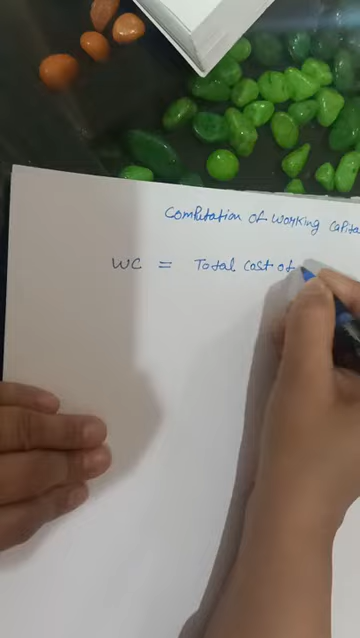 Computation of Working Capita
WC = Total Cost of